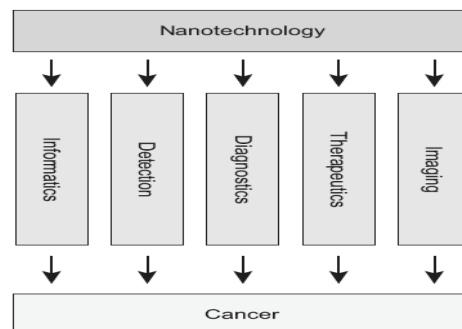 Nanotechnology
Informatics
Detection
Diagnostics
Therapeutics
Imaging
Cancer